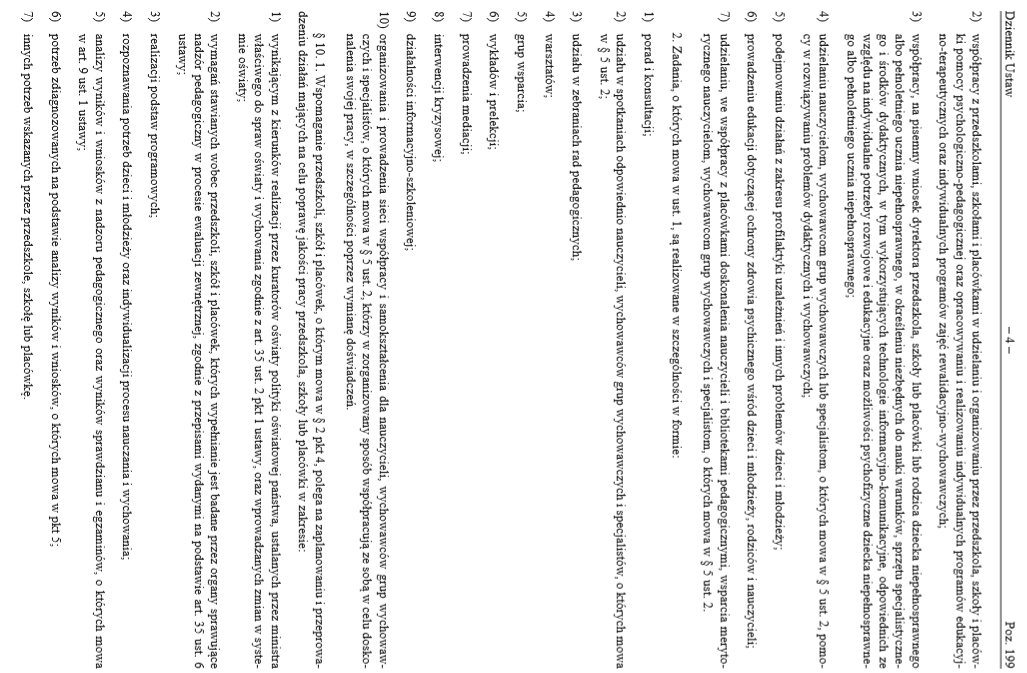 Dziennik Ustaw – 4 – Poz. 199
2) współpracy z przedszkolami, szkołami i placówkami w udzielaniu i organizowaniu przez przedszkola, szkoły i placów-
ki pomocy psychologiczno-pedagogicznej oraz opracowywaniu i realizowaniu indywidualnych programów edukacyj-
no-terapeutycznych oraz indywidualnych programów zajęć rewalidacyjno-wychowawczych;
3) współpracy, na pisemny wniosek dyrektora przedszkola, szkoły lub placówki lub rodzica dziecka niepełnosprawnego
albo pełnoletniego ucznia niepełnosprawnego, w określeniu niezbędnych do nauki warunków, sprzętu specjalistyczne-
go i środków dydaktycznych, w tym wykorzystujących technologie informacyjno-komunikacyjne, odpowiednich ze
względu na indywidualne potrzeby rozwojowe i edukacyjne oraz możliwości psychofizyczne dziecka niepełnosprawne-
go albo pełnoletniego ucznia niepełnosprawnego;
4) udzielaniu nauczycielom, wychowawcom grup wychowawczych lub specjalistom, o których mowa w § 5 ust. 2, pomo-
cy w rozwiązywaniu problemów dydaktycznych i wychowawczych;
5) podejmowaniu działań z zakresu profilaktyki uzależnień i innych problemów dzieci i młodzieży;
6) prowadzeniu edukacji dotyczącej ochrony zdrowia psychicznego wśród dzieci i młodzieży, rodziców i nauczycieli;
7) udzielaniu, we współpracy z placówkami doskonalenia nauczycieli i bibliotekami pedagogicznymi, wsparcia meryto-
rycznego nauczycielom, wychowawcom grup wychowawczych i specjalistom, o których mowa w § 5 ust. 2.
2. Zadania, o których mowa w ust. 1, są realizowane w szczególności w formie:
1) porad i konsultacji;
2) udziału w spotkaniach odpowiednio nauczycieli, wychowawców grup wychowawczych i specjalistów, o których mowa
w § 5 ust. 2;
3) udziału w zebraniach rad pedagogicznych;
4) warsztatów;
5) grup wsparcia;
6) wykładów i prelekcji;
7) prowadzenia mediacji;
8) interwencji kryzysowej;
9) działalności informacyjno-szkoleniowej;
10) organizowania i prowadzenia sieci współpracy i samokształcenia dla nauczycieli, wychowawców grup wychowaw-
czych i specjalistów, o których mowa w § 5 ust. 2, którzy w zorganizowany sposób współpracują ze sobą w celu dosko-
nalenia swojej pracy, w szczególności poprzez wymianę doświadczeń.
§ 10. 1. Wspomaganie przedszkoli, szkół i placówek, o którym mowa w § 2 pkt 4, polega na zaplanowaniu i przeprowa-
dzeniu działań mających na celu poprawę jakości pracy przedszkola, szkoły lub placówki w zakresie:
1) wynikającym z kierunków realizacji przez kuratorów oświaty polityki oświatowej państwa, ustalanych przez ministra
właściwego do spraw oświaty i wychowania zgodnie z art. 35 ust. 2 pkt 1 ustawy, oraz wprowadzanych zmian w syste-
mie oświaty;
2) wymagań stawianych wobec przedszkoli, szkół i placówek, których wypełnianie jest badane przez organy sprawujące
nadzór pedagogiczny w procesie ewaluacji zewnętrznej, zgodnie z przepisami wydanymi na podstawie art. 35 ust. 6
ustawy;
3) realizacji podstaw programowych;
4) rozpoznawania potrzeb dzieci i młodzieży oraz indywidualizacji procesu nauczania i wychowania;
5) analizy wyników i wniosków z nadzoru pedagogicznego oraz wyników sprawdzianu i egzaminów, o których mowa
w art. 9 ust. 1 ustawy;
6) potrzeb zdiagnozowanych na podstawie analizy wyników i wniosków, o których mowa w pkt 5;
7) innych potrzeb wskazanych przez przedszkole, szkołę lub placówkę.